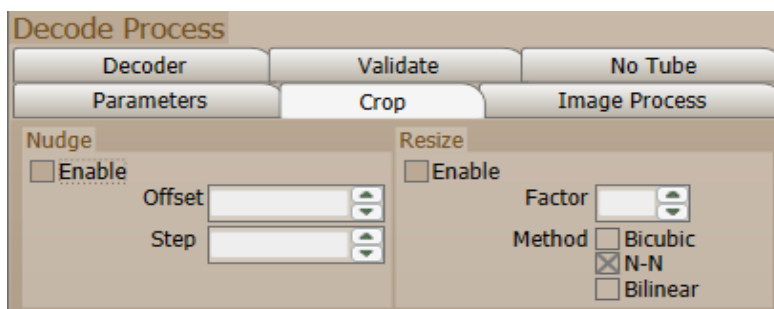 Decode Process
Decoder Validate No Tube
Parameters Crop Image Process
Nudge Resize
Enable Enable
Offset Factor
Step Method Bicubic
N-N
Bilinear